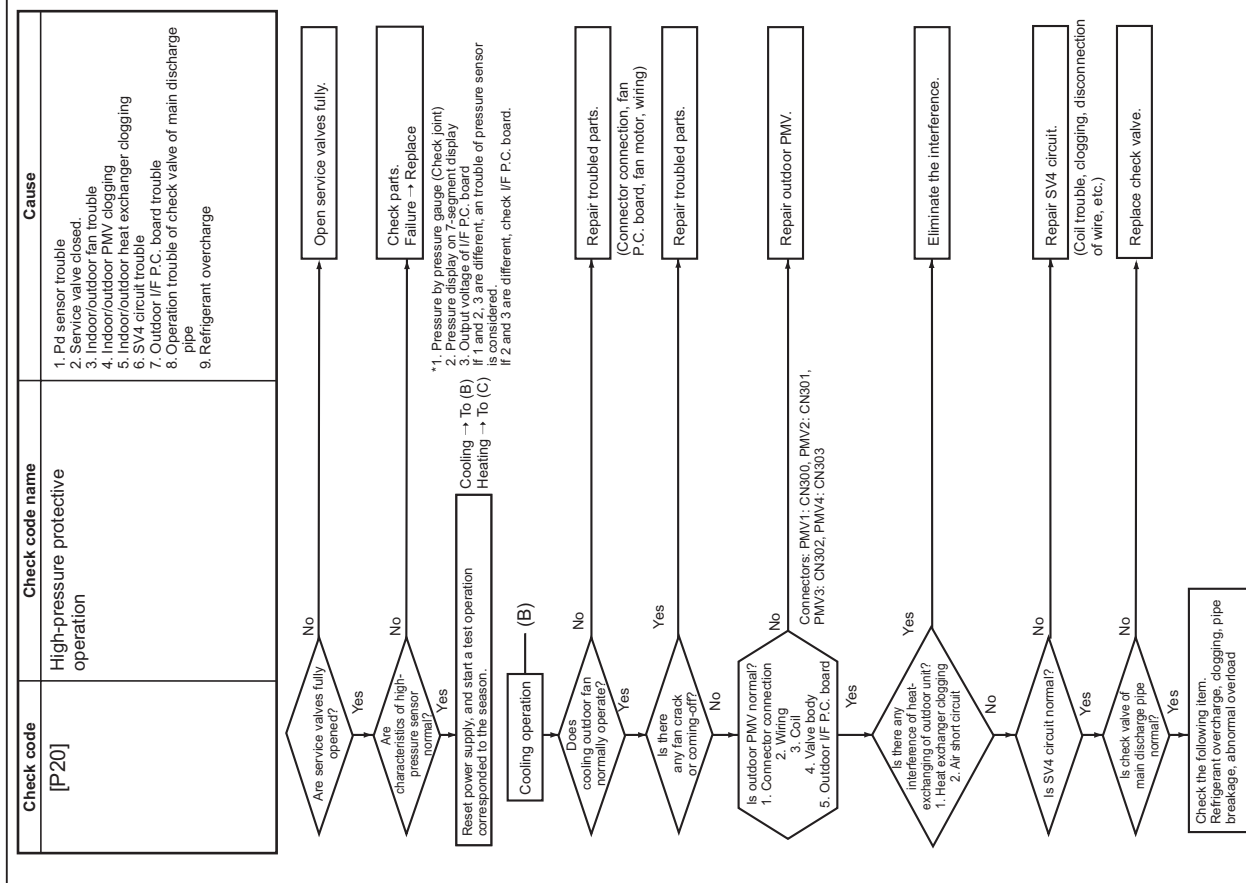 Check code
Check code name
Cause
[P20]
High-pressure protective
operation
1. Pd sensor trouble
2. Service valve closed.
3. Indoor/outdoor fan trouble
4. Indoor/outdoor PMV clogging
5. Indoor/outdoor heat exchanger clogging
6. SV4 circuit trouble
7. Outdoor I/F P.C. board trouble
8. Operation trouble of check valve of main discharge
pipe
9. Refrigerant overcharge
Are service valves fully
opened?
No
Open service valves fully.
Yes
Are
characteristics of high-
pressure sensor
normal?
No
Check parts.
Failure → Replace
Yes
*1. Pressure by pressure gauge (Check joint)
2. Pressure display on 7-segment display
3. Output voltage of I/F P.C. board
If 1 and 2, 3 are different, an trouble of pressure sensor
is considered.
If 2 and 3 are different, check I/F P.C. board.
Reset power supply, and start a test operation
corresponded to the season.
Cooling → To (B)
Heating → To (C)
Cooling operation
(B)
Does
cooling outdoor fan
normally operate?
No
Repair troubled parts.
(Connector connection, fan
P.C. board, fan motor, wiring)
Yes
Is there
any fan crack
or coming-off?
Yes
Repair troubled parts.
No
Is outdoor PMV normal?
1. Connector connection
2. Wiring
3. Coil
4. Valve body
5. Outdoor I/F P.C. board
No
Repair outdoor PMV.
Connectors: PMV1: CN300, PMV2: CN301,
PMV3: CN302, PMV4: CN303
Yes
Is there any
interference of heat-
exchanging of outdoor unit?
1. Heat exchanger clogging
2. Air short circuit
Yes
Eliminate the interference.
No
Is SV4 circuit normal?
No
Repair SV4 circuit.
(Coil trouble, clogging, disconnection
of wire, etc.)
Yes
Is check valve of
main discharge pipe
normal?
No
Replace check valve.
Yes
Check the following item.
Refrigerant overcharge, clogging, pipe
breakage, abnormal overload